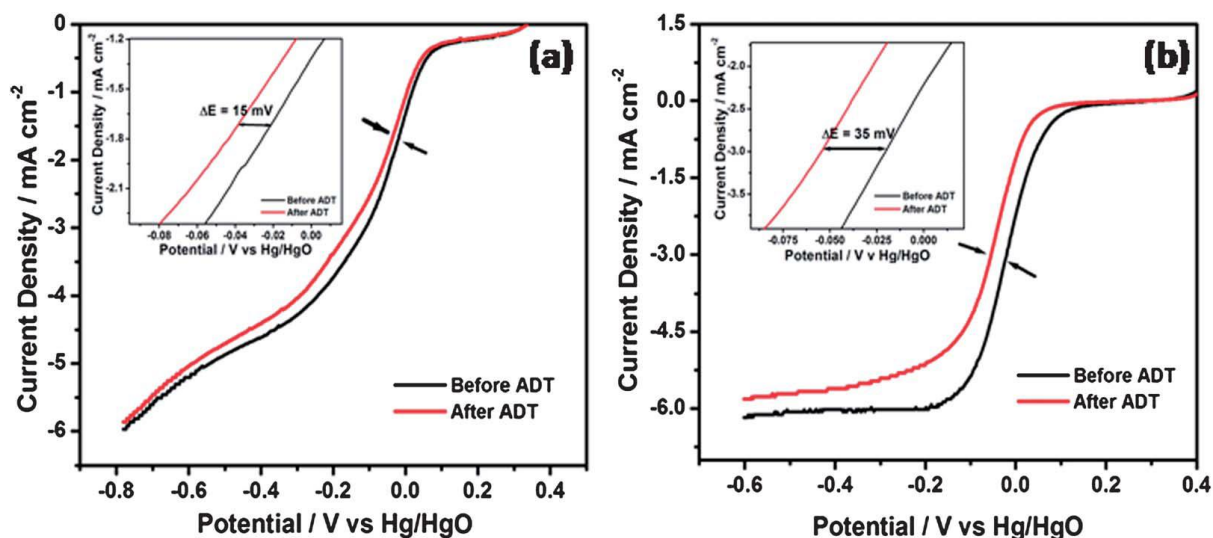 (a)
Current Density / mA cm-2
0
-1
-2
-3
-4
-5
-6
-0.8 -0.6 -0.4 -0.2 0.0 0.2 0.4
Potential / V vs Hg/HgO
Before ADT
After ADT
Current Density / mA cm-2
-1.2
-1.5
-1.8
-2.1
ΔE = 15 mV
Before ADT
After ADT
-0.08 -0.06 -0.04 -0.02 0.00
Potential / V vs Hg/HgO
(b)
Current Density / mA cm-2
1.5
0.0
-1.5
-3.0
-4.5
-6.0
-0.6 -0.4 -0.2 0.0 0.2 0.4
Potential / V vs Hg/HgO
Before ADT
After ADT
Current Density / mA cm-2
-2.0
-2.5
-3.0
-3.5
ΔE = 35 mV
Before ADT
After ADT
-0.075 -0.050 -0.025 0.000
Potential / V v Hg/HgO